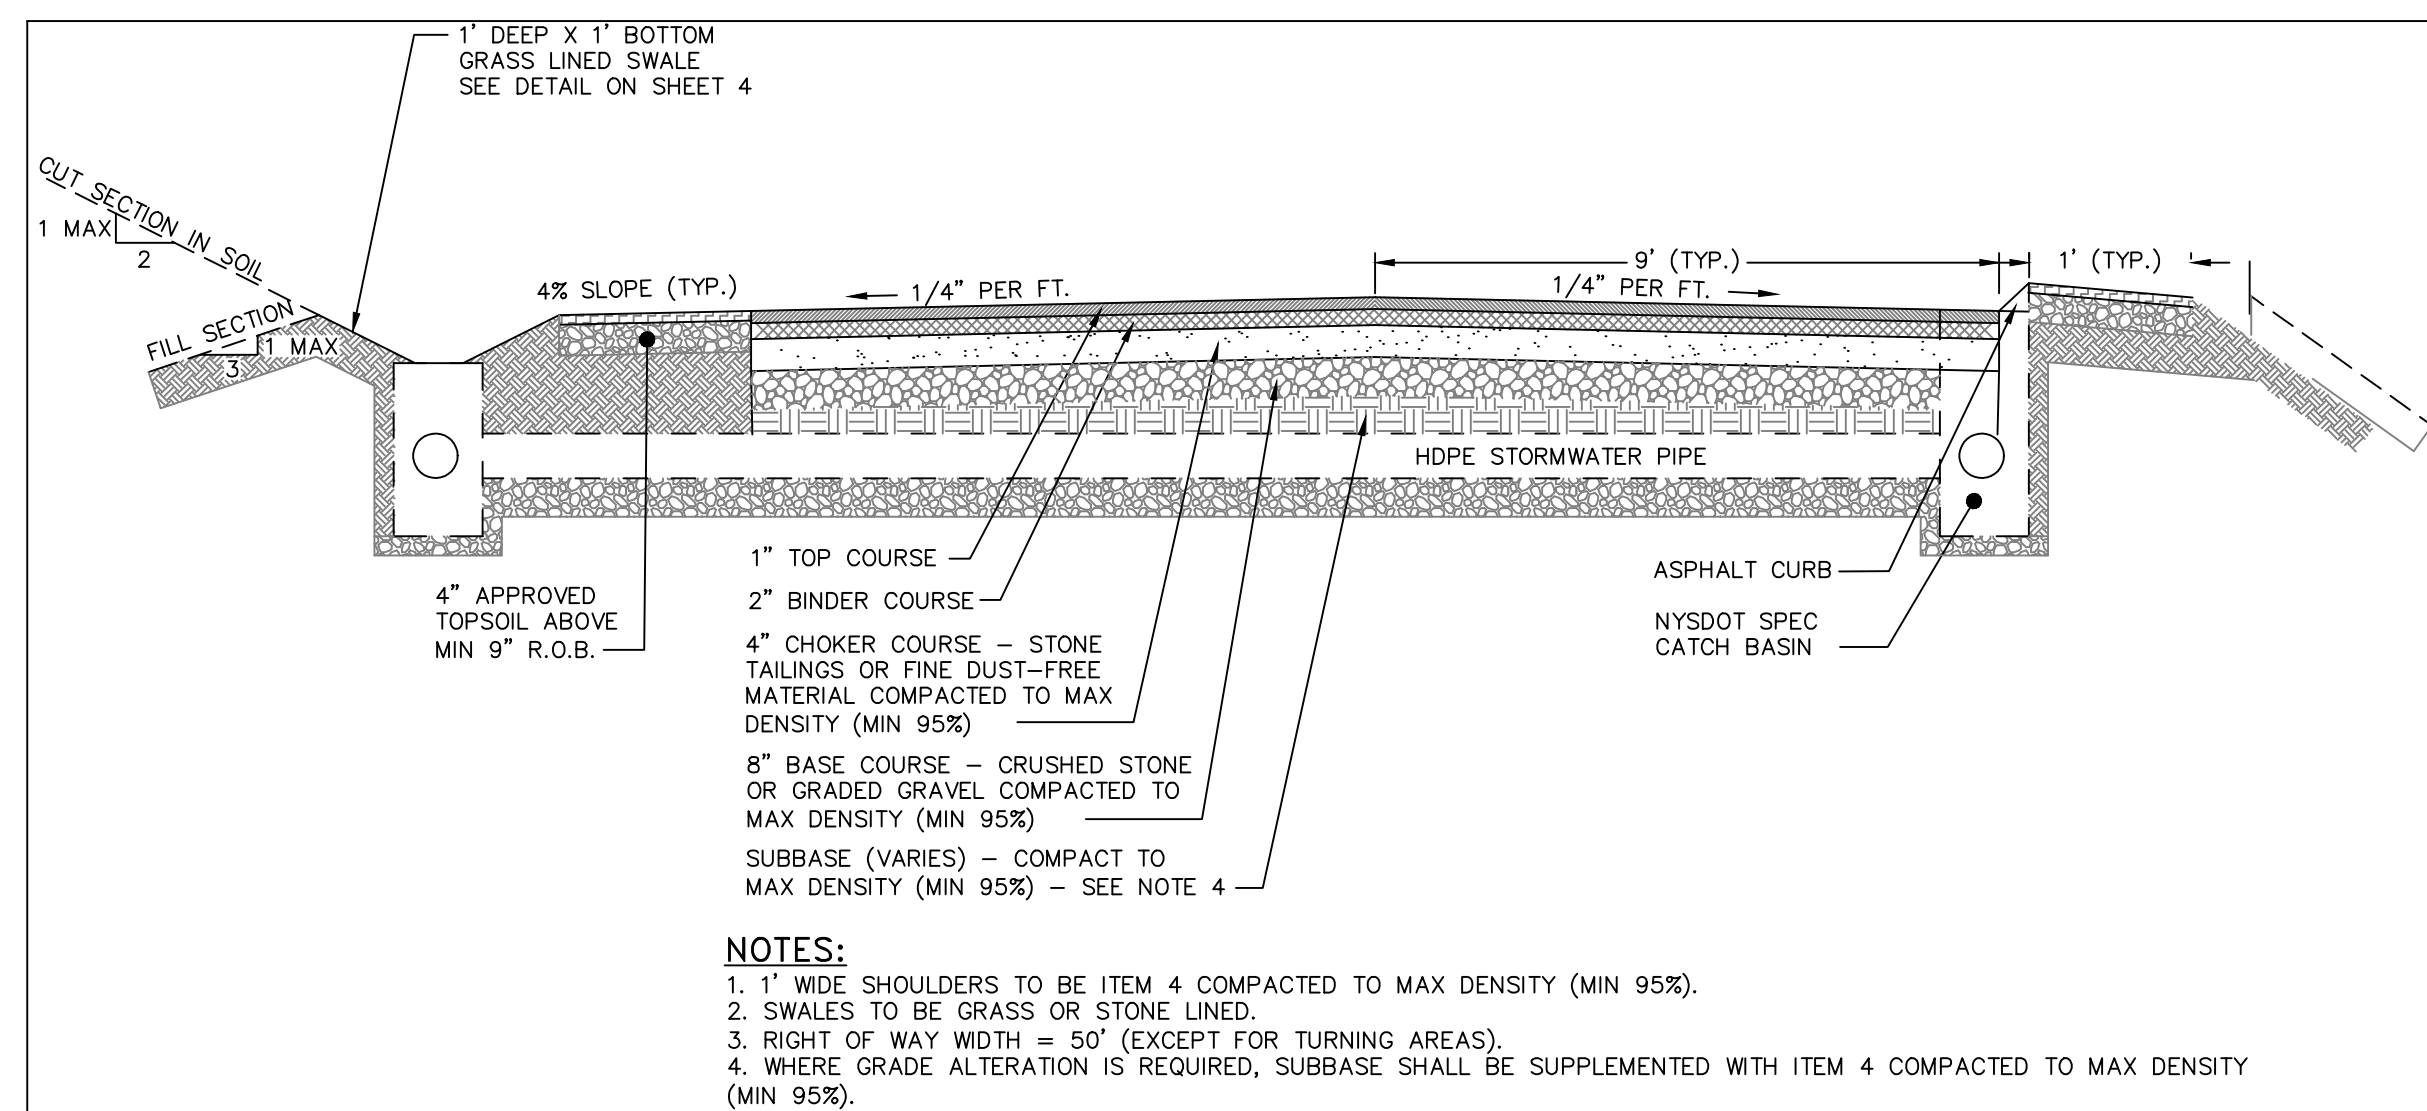 1' DEEP X 1' BOTTOM
GRASS LINED SWALE
SEE DETAIL ON SHEET 4
CUT SECTION IN SOIL
1 MAX
2
FILL SECTION
1 MAX
3
4% SLOPE (TYP.)
1/4" PER FT.
9' (TYP.)
1/4" PER FT.
1' (TYP.)
HDPE STORMWATER PIPE
4" APPROVED
TOPSOIL ABOVE
MIN 9" R.O.B.
1" TOP COURSE
2" BINDER COURSE
4" CHOKER COURSE – STONE
TAILINGS OR FINE DUST–FREE
MATERIAL COMPACTED TO MAX
DENSITY (MIN 95%)
8" BASE COURSE – CRUSHED STONE
OR GRADED GRAVEL COMPACTED TO
MAX DENSITY (MIN 95%)
SUBBASE (VARIES) – COMPACT TO
MAX DENSITY (MIN 95%) – SEE NOTE 4
ASPHALT CURB
NYSDOT SPEC
CATCH BASIN
NOTES:
1. 1' WIDE SHOULDERS TO BE ITEM 4 COMPACTED TO MAX DENSITY (MIN 95%).
2. SWALES TO BE GRASS OR STONE LINED.
3. RIGHT OF WAY WIDTH = 50' (EXCEPT FOR TURNING AREAS).
4. WHERE GRADE ALTERATION IS REQUIRED, SUBBASE SHALL BE SUPPLEMENTED WITH ITEM 4 COMPACTED TO MAX DENSITY
(MIN 95%).